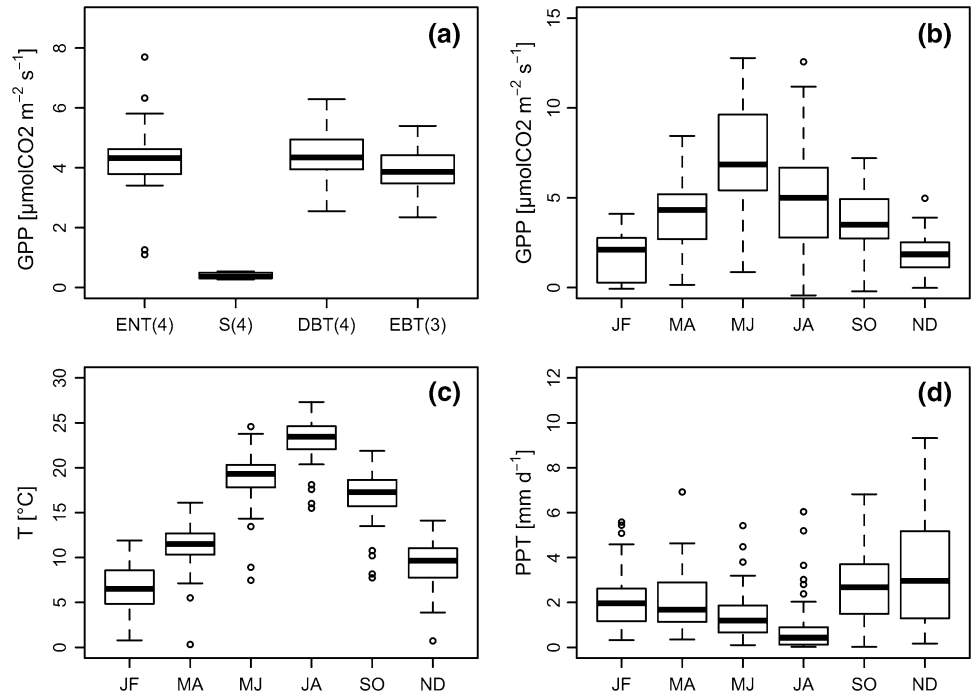 (a)
GPP [µmolCO2 m−2 s−1]
8
6
4
2
0
ENT(4) S(4) DBT(4) EBT(3)
(b)
GPP [µmolCO2 m−2 s−1]
15
10
5
0
JF MA MJ JA SO ND
(c)
T [°C]
30
25
20
15
10
5
0
JF MA MJ JA SO ND
(d)
PPT [mm d−1]
12
10
8
6
4
2
0
JF MA MJ JA SO ND